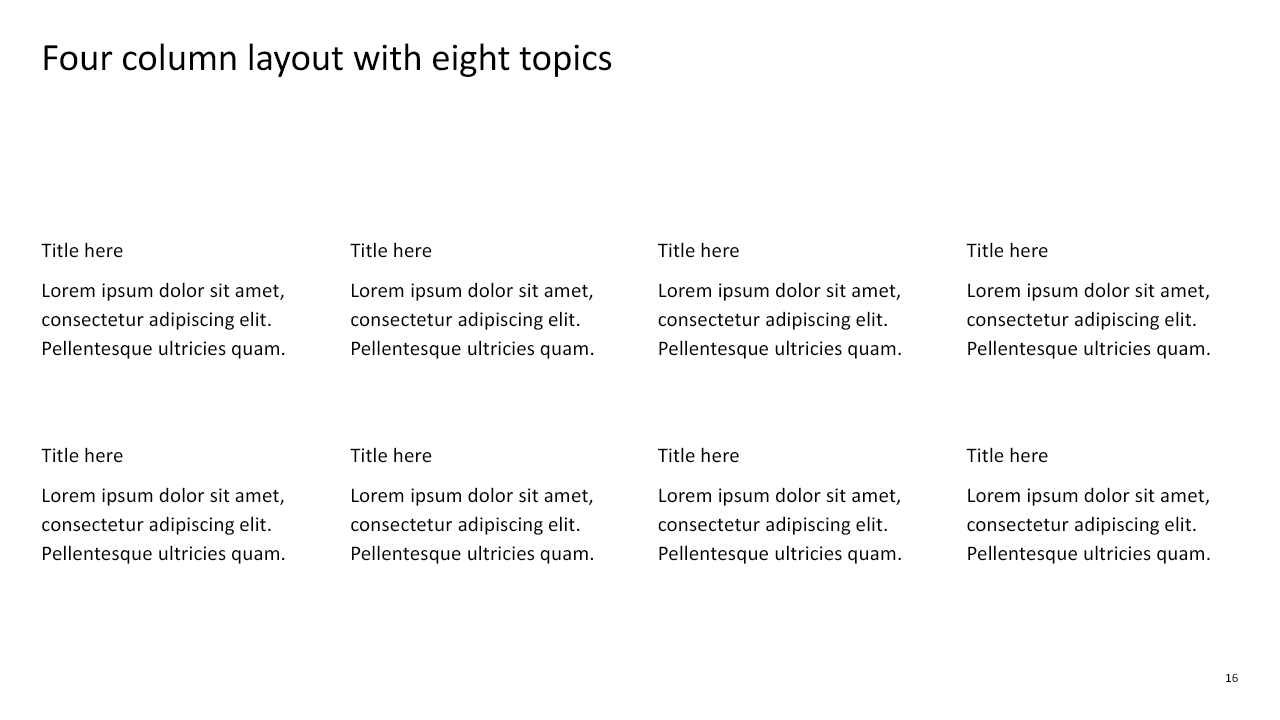 Four column layout with eight topics
Title here
Lorem ipsum dolor sit amet,
consectetur adipiscing elit.
Pellentesque ultricies quam.
Title here
Lorem ipsum dolor sit amet,
consectetur adipiscing elit.
Pellentesque ultricies quam.
Title here
Lorem ipsum dolor sit amet,
consectetur adipiscing elit.
Pellentesque ultricies quam.
Title here
Lorem ipsum dolor sit amet,
consectetur adipiscing elit.
Pellentesque ultricies quam.
Title here
Lorem ipsum dolor sit amet,
consectetur adipiscing elit.
Pellentesque ultricies quam.
Title here
Lorem ipsum dolor sit amet,
consectetur adipiscing elit.
Pellentesque ultricies quam.
Title here
Lorem ipsum dolor sit amet,
consectetur adipiscing elit.
Pellentesque ultricies quam.
Title here
Lorem ipsum dolor sit amet,
consectetur adipiscing elit.
Pellentesque ultricies quam.
16